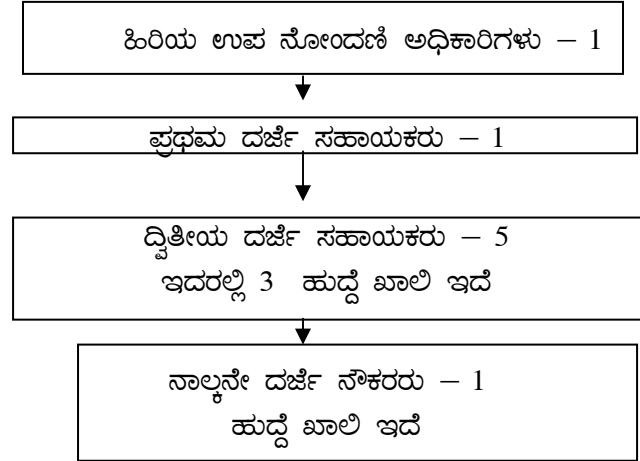 ಹಿರಿಯ ಉಪ ನೋಂದಣಿ ಅಧಿಕಾರಿಗಳು – 1
ಪ್ರಥಮ ದರ್ಜೆ ಸಹಾಯಕರು – 1
ದ್ವಿತೀಯ ದರ್ಜೆ ಸಹಾಯಕರು – 5
ಇದರಲ್ಲಿ 3 ಹುದ್ದೆ ಖಾಲಿ ಇದೆ
ನಾಲ್ಕನೇ ದರ್ಜೆ ನೌಕರರು – 1
ಹುದ್ದೆ ಖಾಲಿ ಇದೆ